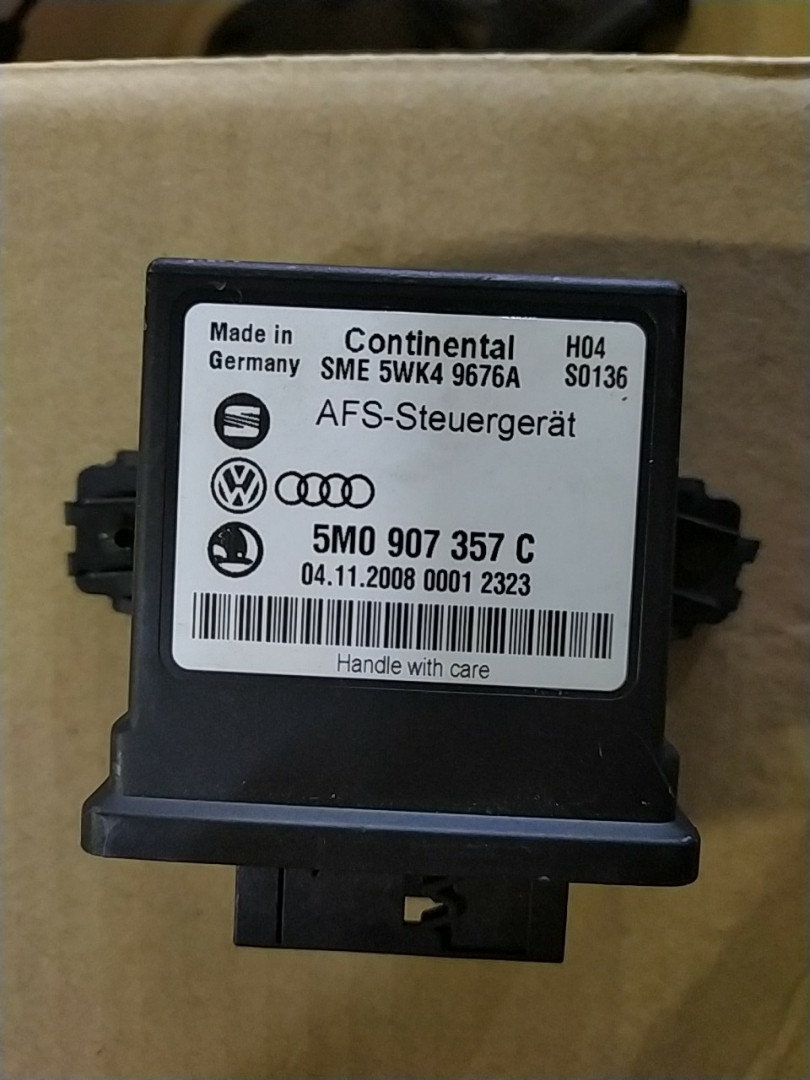 Made in
Germany
Continental
SME 5WK4 9676A
H04
S0136
AFS-Steuergerät
5M0 907 357 C
04.11.2008 0001 2323
Handle with care